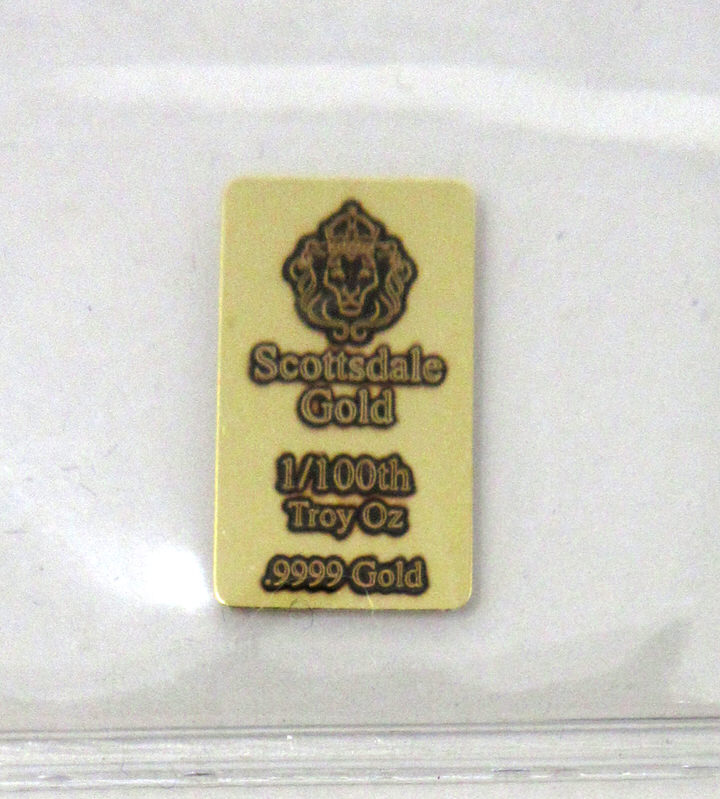 Scottsdale
Gold
1/100th
Troy Oz
.9999 Gold